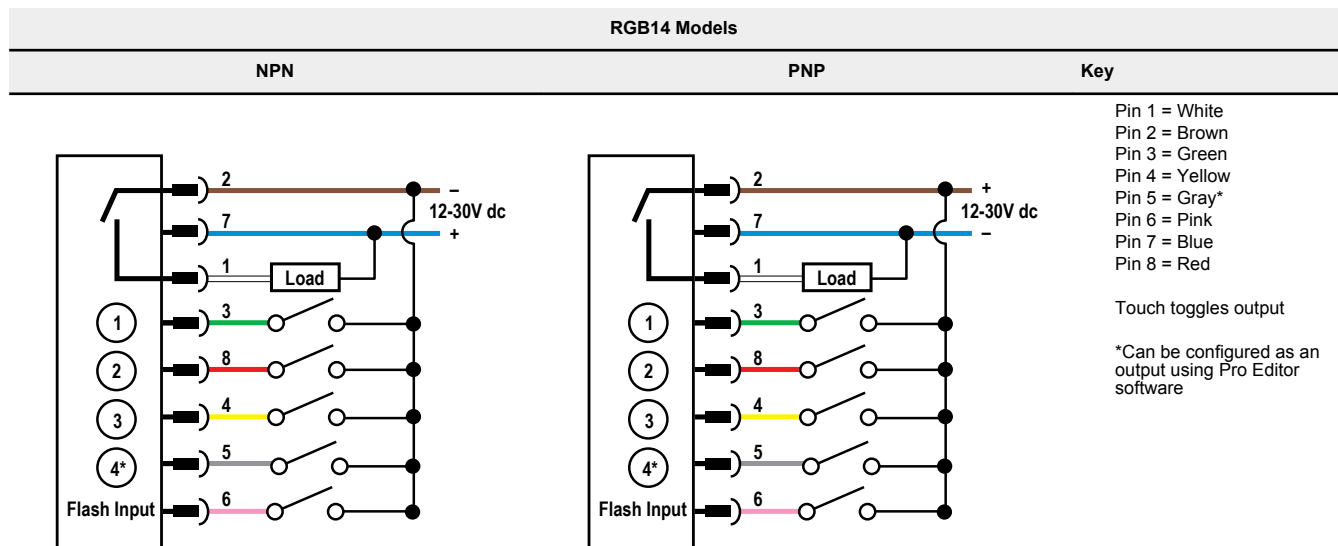 RGB14 Models
NPN
PNP
Key
2
–
12-30V dc
7
+
1
Load
1
3
2
8
3
4
4*
5
Flash Input
6
2
+
12-30V dc
7
–
1
Load
1
3
2
8
3
4
4*
5
Flash Input
6
Pin 1 = White
Pin 2 = Brown
Pin 3 = Green
Pin 4 = Yellow
Pin 5 = Gray*
Pin 6 = Pink
Pin 7 = Blue
Pin 8 = Red
Touch toggles output
*Can be configured as an
output using Pro Editor
software